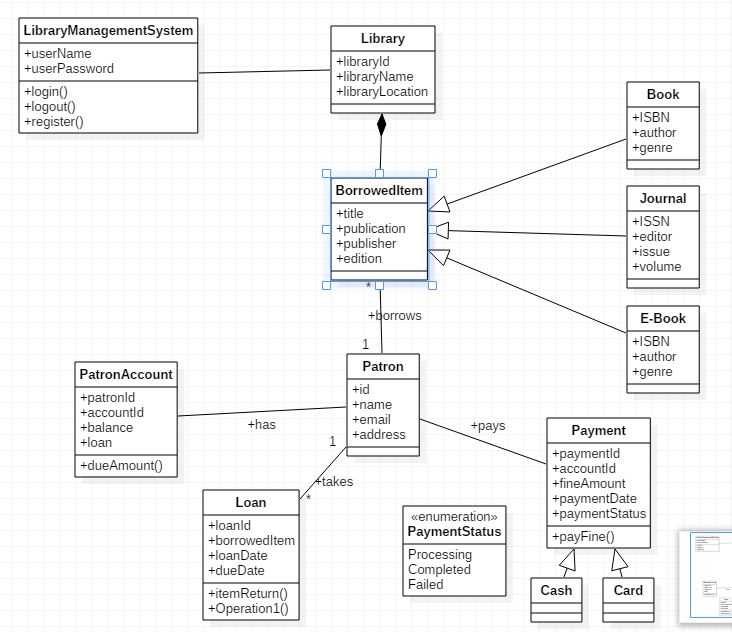 LibraryManagementSystem
+userName
+userPassword
+login()
+logout()
+register()
Library
+libraryId
+libraryName
+libraryLocation
Book
+ISBN
+author
+genre
BorrowedItem
+title
+publication
+publisher
+edition
Journal
+ISSN
+editor
+issue
+volume
E-Book
+ISBN
+author
+genre
*
+borrows
1
Patron
+id
+name
+email
+address
PatronAccount
+patronId
+accountId
+balance
+loan
+dueAmount()
+has
+pays
1
+takes
*
Payment
+paymentId
+accountId
+fineAmount
+paymentDate
+paymentStatus
+payFine()
Loan
+loanId
+borrowedItem
+loanDate
+dueDate
+itemReturn()
+Operation1()
«enumeration»
PaymentStatus
Processing
Completed
Failed
Cash
Card